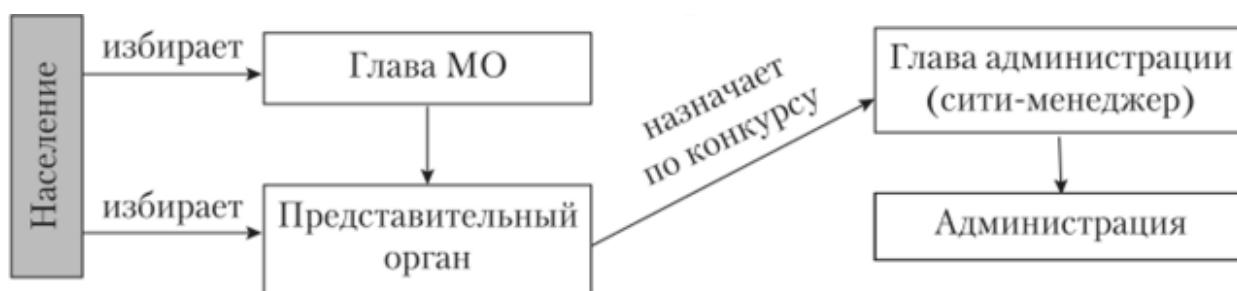 Население
избирает
Глава МО
избирает
Представительный
орган
назначает
по конкурсу
Глава администрации
(сити-менеджер)
Администрация